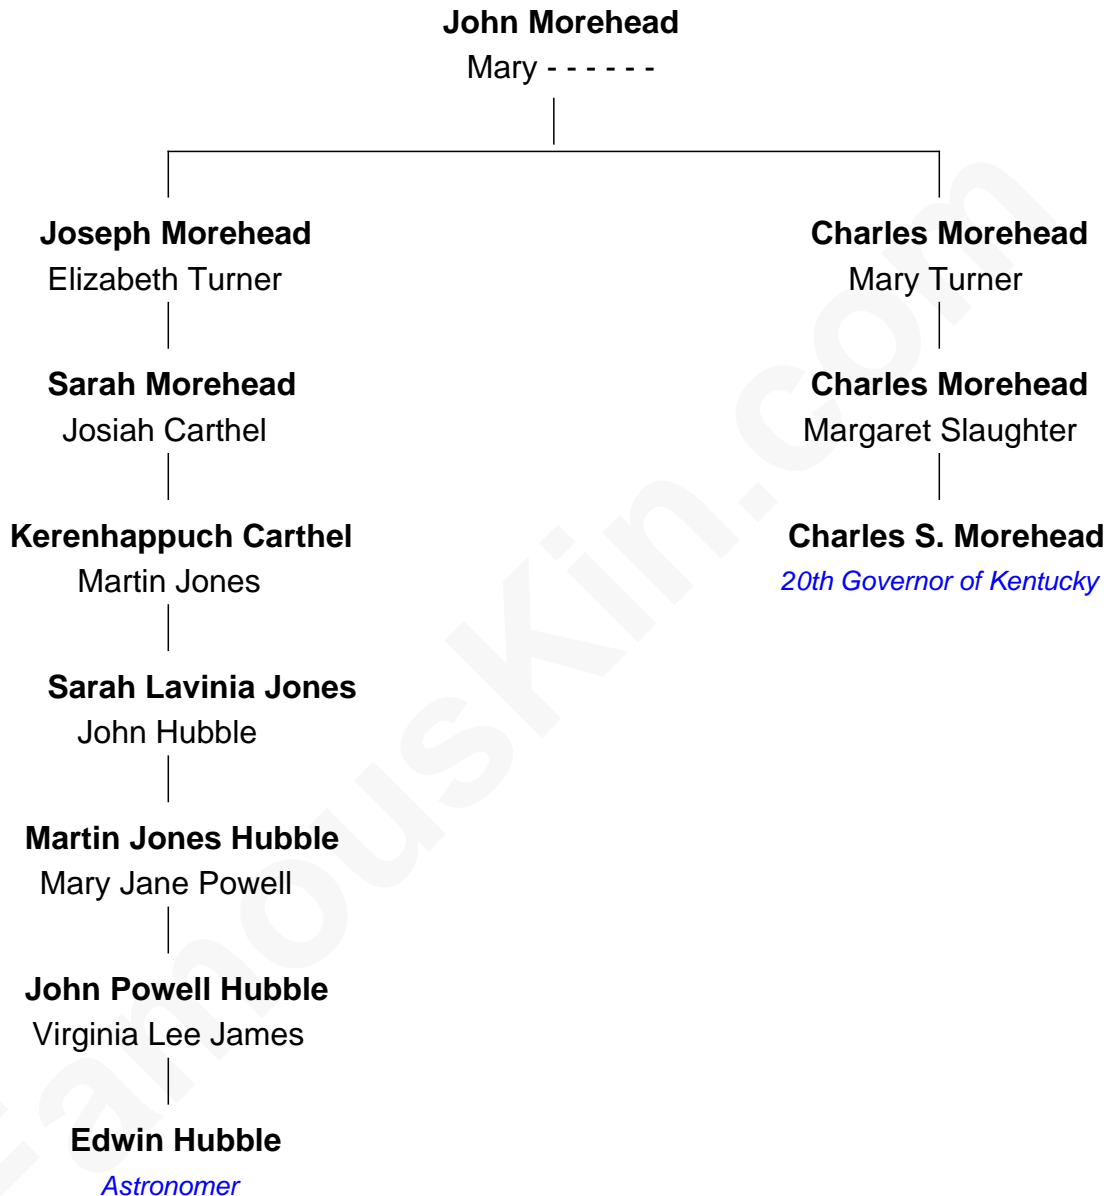 John Morehead
Mary - - - - - -
Joseph Morehead
Elizabeth Turner
Charles Morehead
Mary Turner
Sarah Morehead
Josiah Carthel
Charles Morehead
Margaret Slaughter
Kerenhappuch Carthel
Martin Jones
Charles S. Morehead
20th Governor of Kentucky
Sarah Lavinia Jones
John Hubble
Martin Jones Hubble
Mary Jane Powell
John Powell Hubble
Virginia Lee James
Edwin Hubble
Astronomer
FamousKin.com